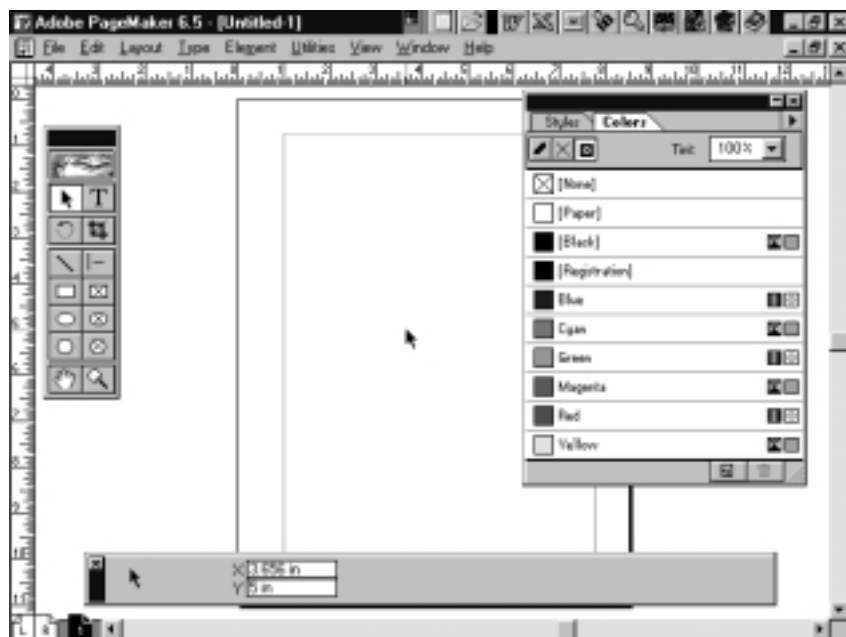 Adobe PageMaker 6.5 - [Untitled-1]
File Edit Layout Type Element Utilities View Window Help
Styles Colors
Tint: 100%
[None]
[Paper]
[Black]
[Registration]
Blue
Cyan
Green
Magenta
Red
Yellow
X 3.656 in
Y 5 in
L R 1